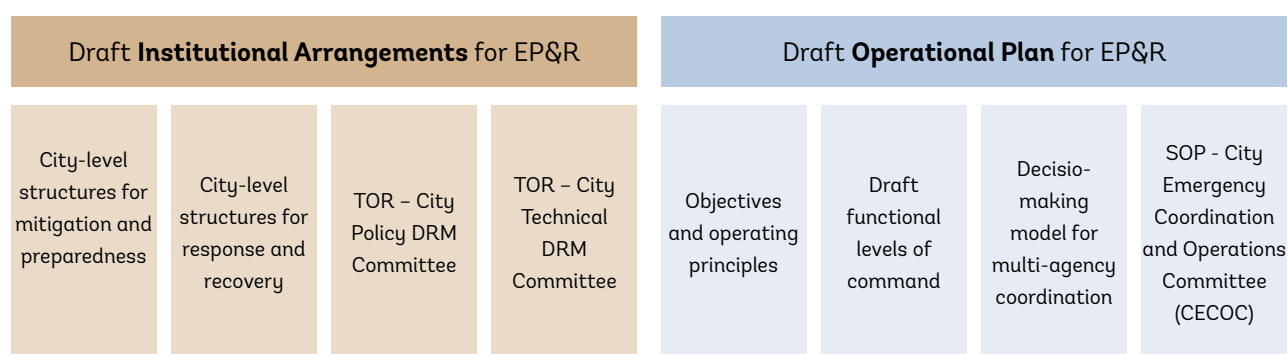 Draft Institutional Arrangements for EP&R
Draft Operational Plan for EP&R
City-level
structures for
mitigation and
preparedness
City-level
structures for
response and
recovery
TOR – City
Policy DRM
Committee
TOR – City
Technical
DRM
Committee
Objectives
and operating
principles
Draft
functional
levels of
command
Decisio-
making
model for
multi-agency
coordination
SOP - City
Emergency
Coordination
and Operations
Committee
(CECOC)